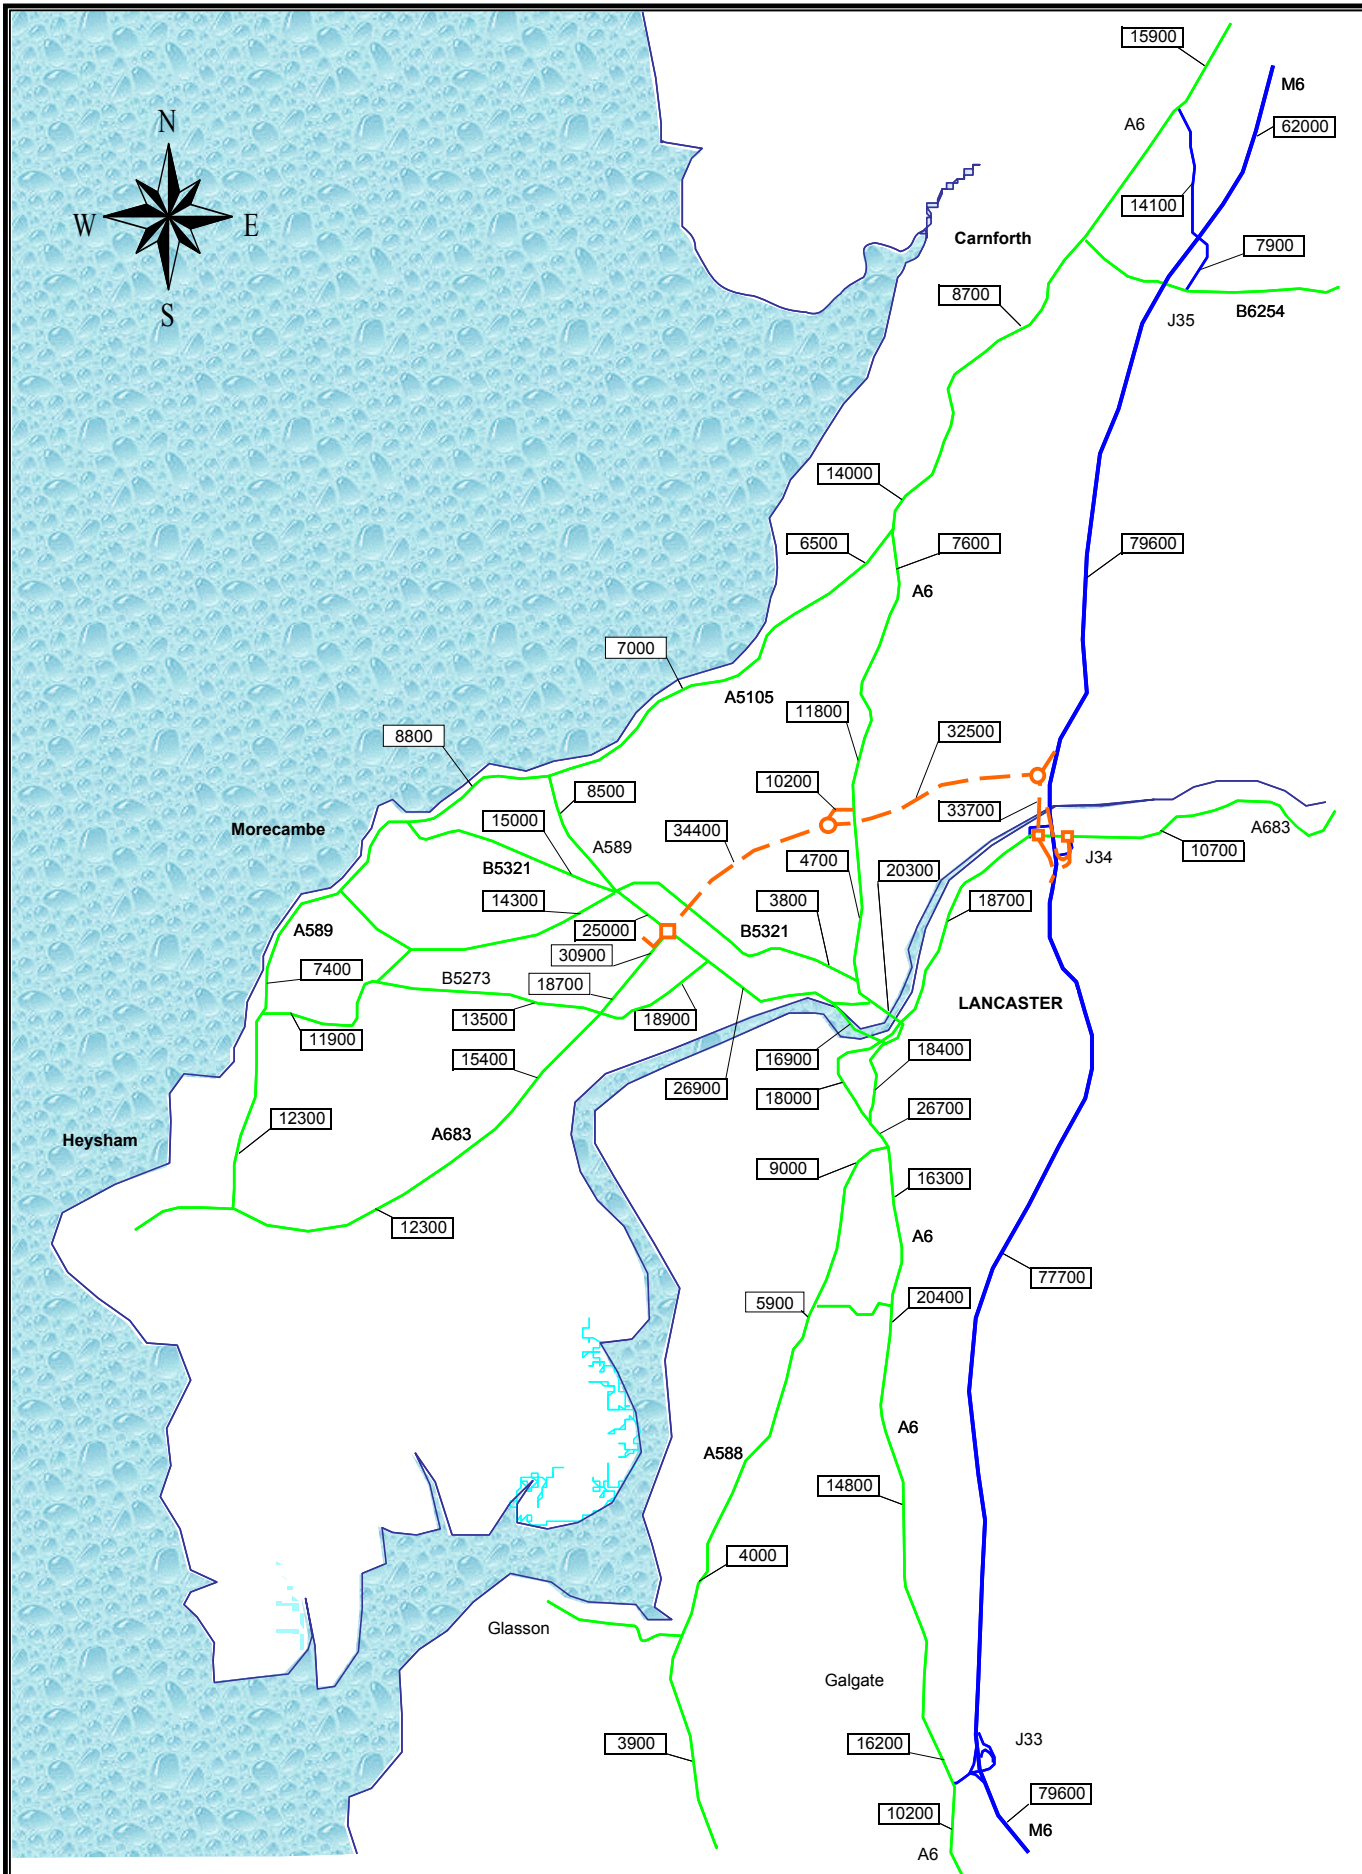 15900
M6
N
A6
62000
14100
W
E
Carnforth
7900
8700
B6254
S
J35
14000
6500
7600
79600
A6
7000
A5105
11800
32500
8800
10200
8500
33700
15000
Morecambe
A683
34400
A589
10700
J34
4700
20300
B5321
14300
3800
18700
25000
A589
B5321
30900
7400
B5273
18700
LANCASTER
13500
18900
11900
16900
18400
15400
26900
18000
26700
12300
A683
Heysham
9000
16300
12300
A6
77700
5900
20400
A6
A588
14800
4000
Glasson
Galgate
3900
16200
J33
79600
10200
M6
A6